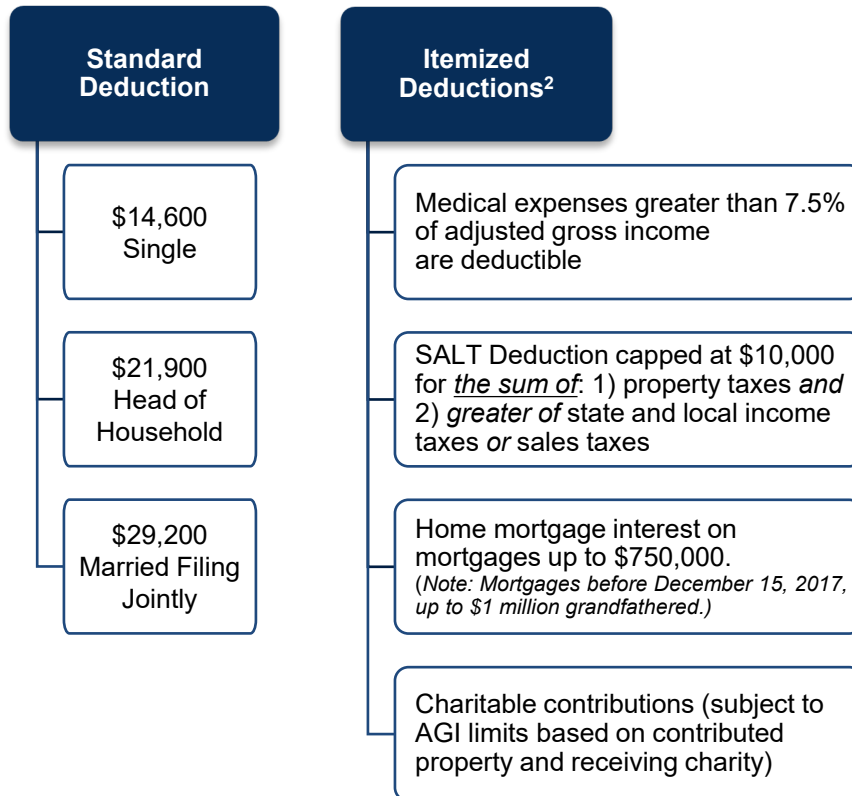 Standard
Deduction
$14,600
Single
$21,900
Head of
Household
$29,200
Married Filing
Jointly
Itemized
Deductions²
Medical expenses greater than 7.5%
of adjusted gross income
are deductible
SALT Deduction capped at $10,000
for the sum of: 1) property taxes and
2) greater of state and local income
taxes or sales taxes
Home mortgage interest on
mortgages up to $750,000.
(Note: Mortgages before December 15, 2017,
up to $1 million grandfathered.)
Charitable contributions (subject to
AGI limits based on contributed
property and receiving charity)